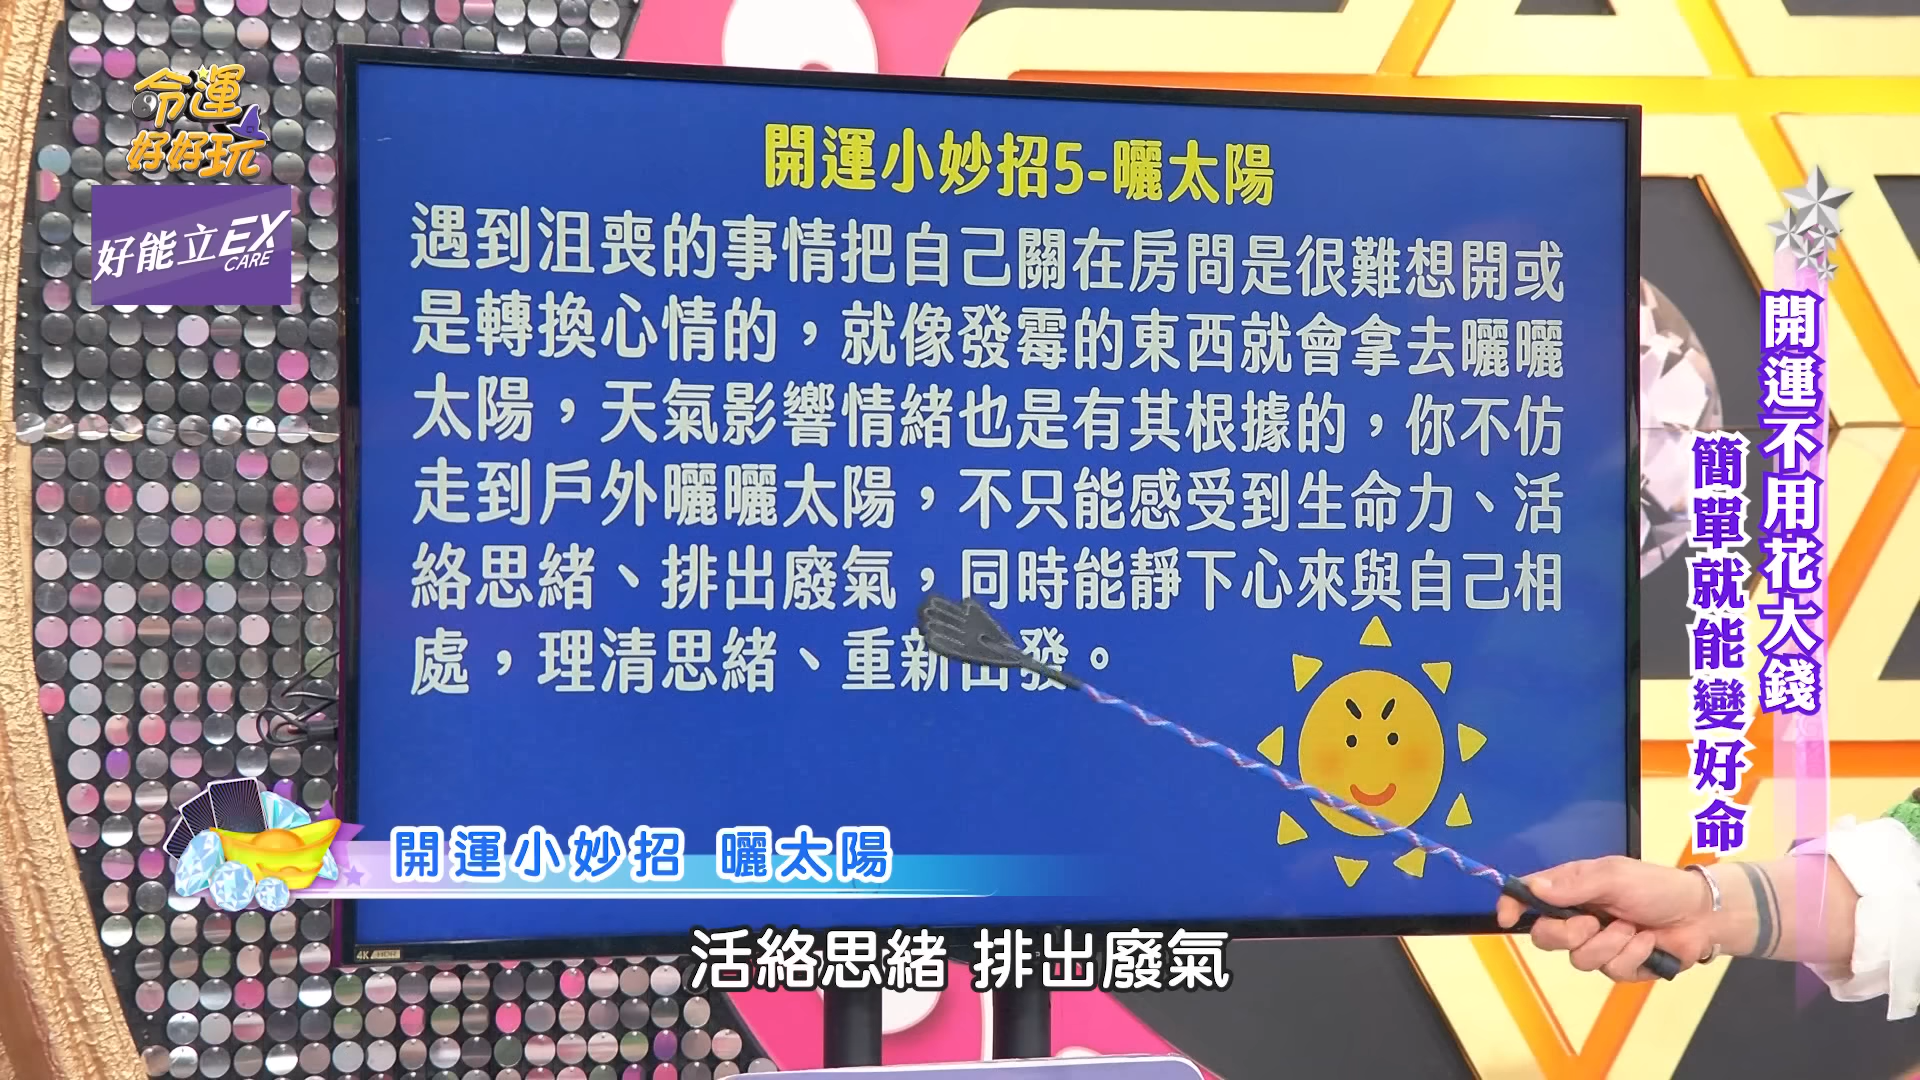 命運
好好玩
好能立EX
CARE
開運小妙招5-曬太陽
遇到沮喪的事情把自己關在房間是很難想開或
是轉換心情的，就像發霉的東西就會拿去曬曬
太陽，天氣影響情緒也是有其根據的，你不仿
走到戶外曬曬太陽，不只能感受到生命力、活
絡思緒、排出廢氣，同時能靜下心來與自己相
處，理清思緒、重新出發。
開運不用花大錢
簡單就能變好命
開運小妙招 曬太陽
4K HDR
活絡思緒 排出廢氣